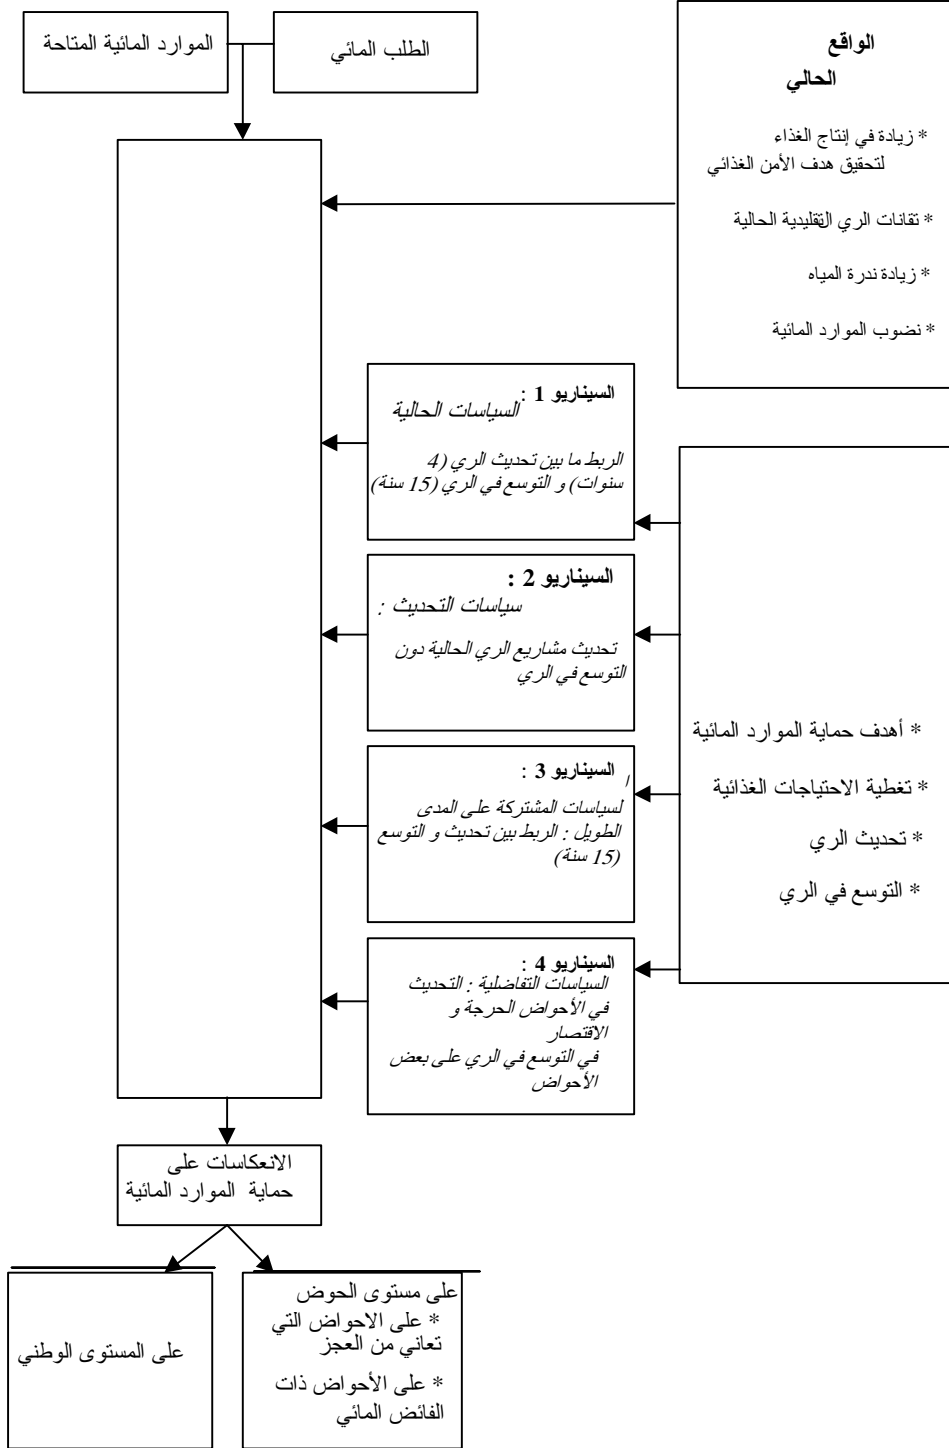 الموارد المائية المتاحة
الطلب المائي
الواقع
الحالي
* زيادة في إنتاج الغذاء
لتحقيق هدف الأمن الغذائي
* تقانات الري التقليدية الحالية
* زيادة ندرة المياه
* نضوب الموارد المائية
السيناريو 1 :
السياسات الحالية
الربط ما بين تحديث الري (4
سنوات) و التوسع في الري (15 سنة)
السيناريو 2 :
سياسات التحديث :
تحديث مشاريع الري الحالية دون
التوسع في الري
السيناريو 3 :
ا
لسياسات المشتركة على المدى
الطويل : الربط بين تحديث و التوسع
(15 سنة)
السيناريو 4 :
السياسات التفاضلية : التحديث
في الأحواض الحرجة و
الاقتصار
في التوسع في الري على بعض
الأحواض
* أهدف حماية الموارد المائية
* تغطية الاحتياجات الغذائية
* تحديث الري
* التوسع في الري
الانعكاسات على
حماية الموارد المائية
على مستوى الحوض
* على الاحواض التي
تعاني من العجز
* على الأحواض ذات
الفائض المائي
على المستوى الوطني